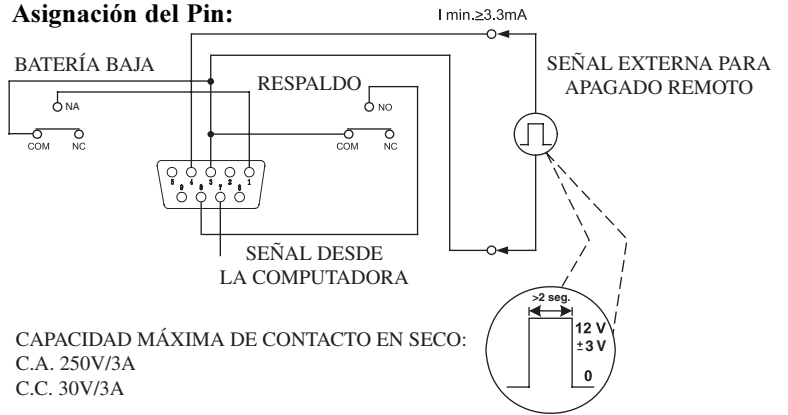 Asignación del Pin:
I min.≥3.3mA
BATERÍA BAJA
RESPALDO
SEÑAL EXTERNA PARA
APAGADO REMOTO
NA
NO
COM NC
COM NC
5 4 3 2 1
9 8 7 6
SEÑAL DESDE
LA COMPUTADORA
>2 seg.
12 V
±3 V
0
CAPACIDAD MÁXIMA DE CONTACTO EN SECO:
C.A. 250V/3A
C.C. 30V/3A